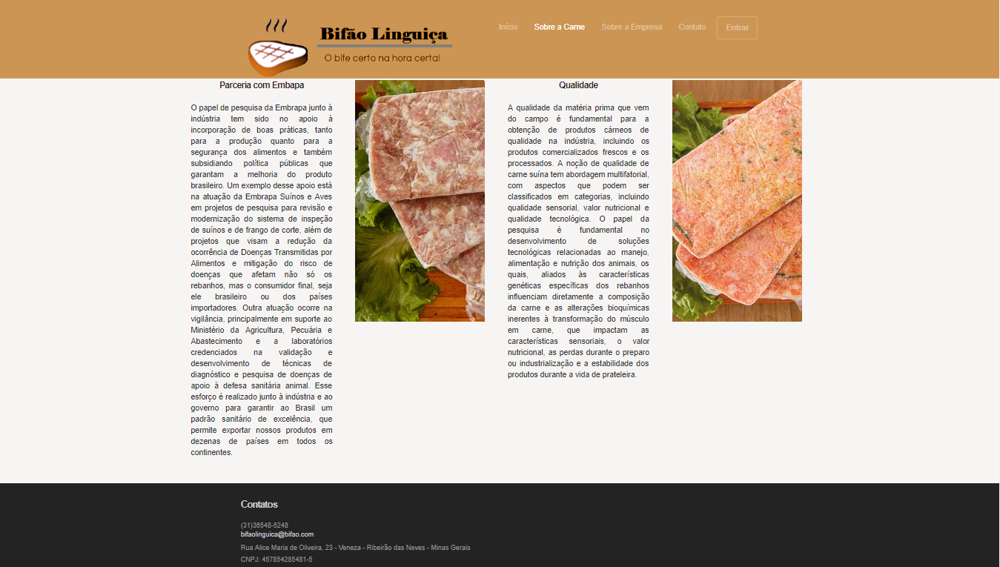 Bifão Linguiça
O bife certo na hora certa!
Início
Sobre a Carne
Sobre a Empresa
Contato
Entrar
Parceria com Embapa
O papel de pesquisa da Embrapa junto à
indústria tem sido no apoio à
incorporação de boas práticas, tanto
para a produção quanto para a
segurança dos alimentos e também
subsidiando política públicas que
garantam a melhoria do produto
brasileiro. Um exemplo desse apoio está
na atuação da Embrapa Suínos e Aves
em projetos de pesquisa para revisão e
modernização do sistema de inspeção
de suínos e de frango de corte, além de
projetos que visam a redução da
ocorrência de Doenças Transmitidas por
Alimentos e mitigação do risco de
doenças que afetam não só os
rebanhos, mas o consumidor final, seja
ele brasileiro ou dos países
importadores. Outra atuação ocorre na
vigilância, principalmente em suporte ao
Ministério da Agricultura, Pecuária e
Abastecimento e a laboratórios
credenciados na validação e
desenvolvimento de técnicas de
diagnóstico e pesquisa de doenças de
apoio à defesa sanitária animal. Esse
esforço é realizado junto à indústria e ao
governo para garantir ao Brasil um
padrão sanitário de excelência, que
permite exportar nossos produtos em
dezenas de países em todos os
continentes.
Qualidade
A qualidade da matéria prima que vem
do campo é fundamental para a
obtenção de produtos cárneos de
qualidade na indústria, incluindo os
produtos comercializados frescos e os
processados. A noção de qualidade de
carne suína tem abordagem multifatorial,
com aspectos que podem ser
classificados em categorias, incluindo
qualidade sensorial, valor nutricional e
qualidade tecnológica. O papel da
pesquisa é fundamental no
desenvolvimento de soluções
tecnológicas relacionadas ao manejo,
alimentação e nutrição dos animais, os
quais, aliados às características
genéticas específicas dos rebanhos
influenciam diretamente a composição
da carne e as alterações bioquímicas
inerentes à transformação do músculo
em carne, que impactam as
características sensoriais, o valor
nutricional, as perdas durante o preparo
ou industrialização e a estabilidade dos
produtos durante a vida de prateleira.
Contatos
(31)36548-5248
bifaolinguica@bifao.com
Rua Alice Maria de Oliveira, 23 - Veneza - Ribeirão das Neves - Minas Gerais
CNPJ: 457854285481-5